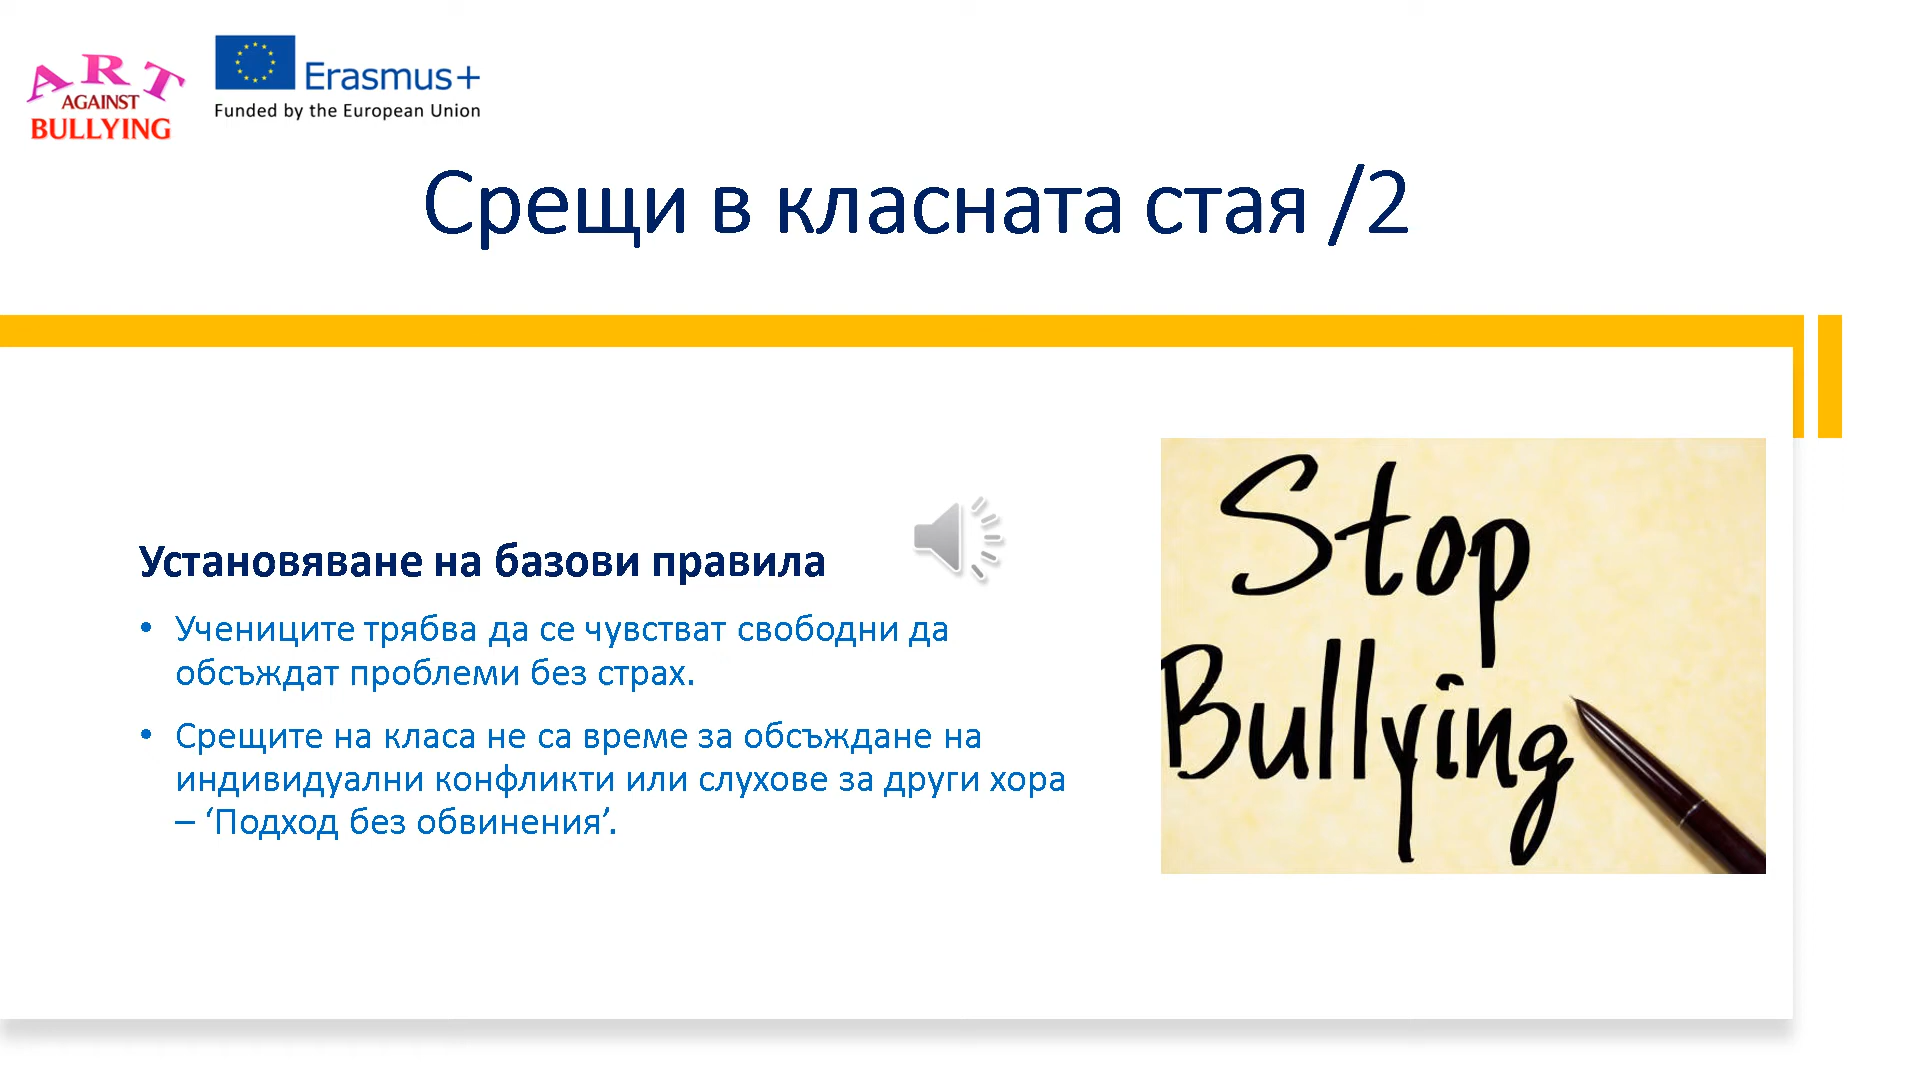 ART
AGAINST
BULLYING
Erasmus+
Funded by the European Union
Срещи в класната стая /2
Установяване на базови правила
• Учениците трябва да се чувстват свободни да
обсъждат проблеми без страх.
• Срещите на класа не са време за обсъждане на
индивидуални конфликти или слухове за други хора
– ‘Подход без обвинения’.
Stop
Bullying